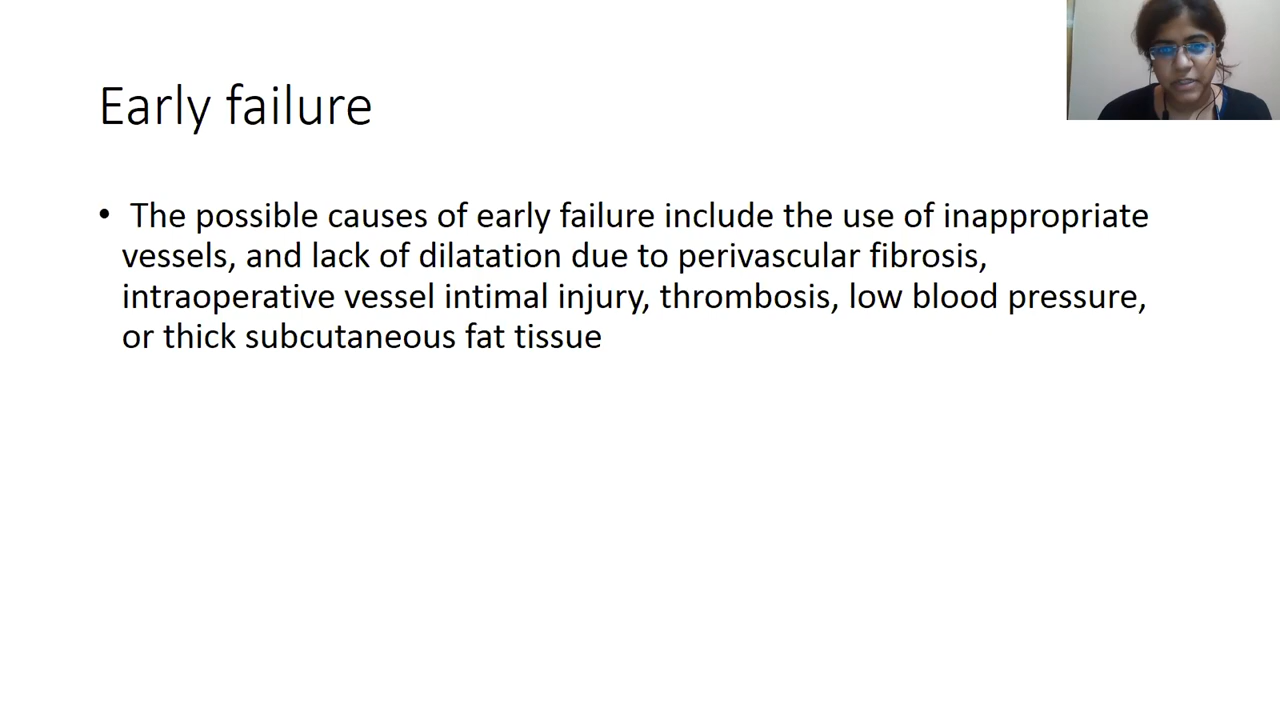 Early failure
• The possible causes of early failure include the use of inappropriate
vessels, and lack of dilatation due to perivascular fibrosis,
intraoperative vessel intimal injury, thrombosis, low blood pressure,
or thick subcutaneous fat tissue